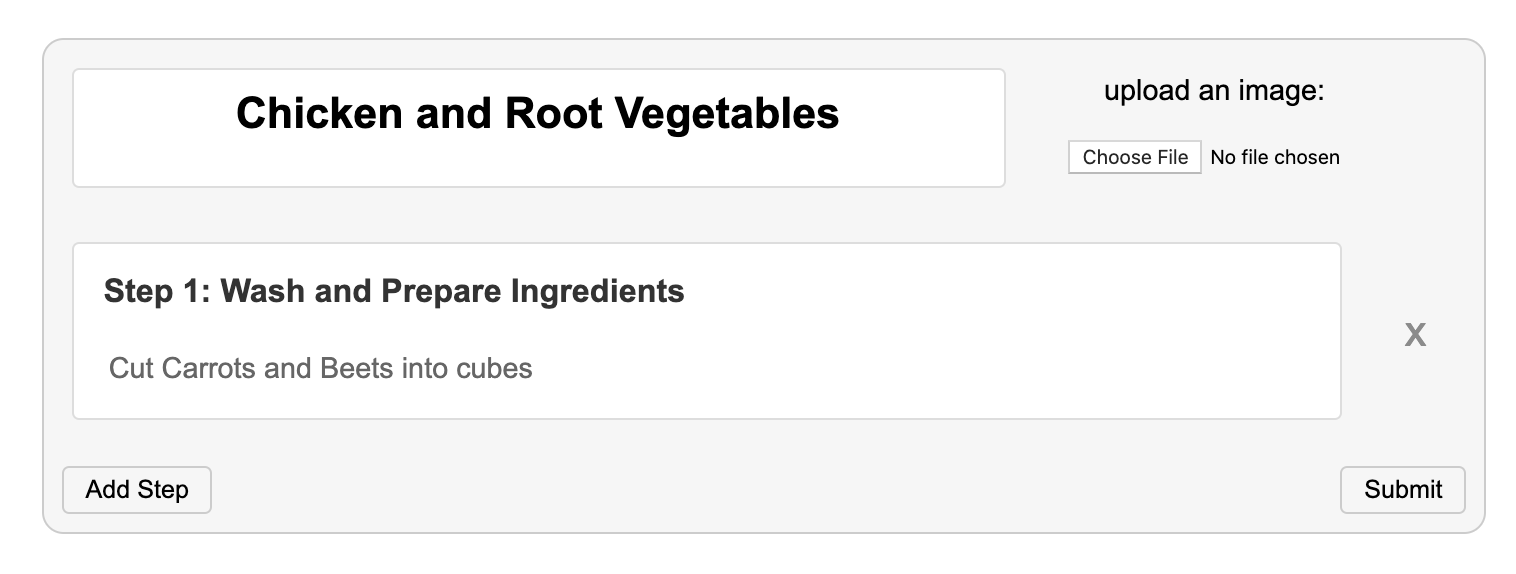 Chicken and Root Vegetables
upload an image:
Choose File No file chosen
Step 1: Wash and Prepare Ingredients
Cut Carrots and Beets into cubes
X
Add Step
Submit